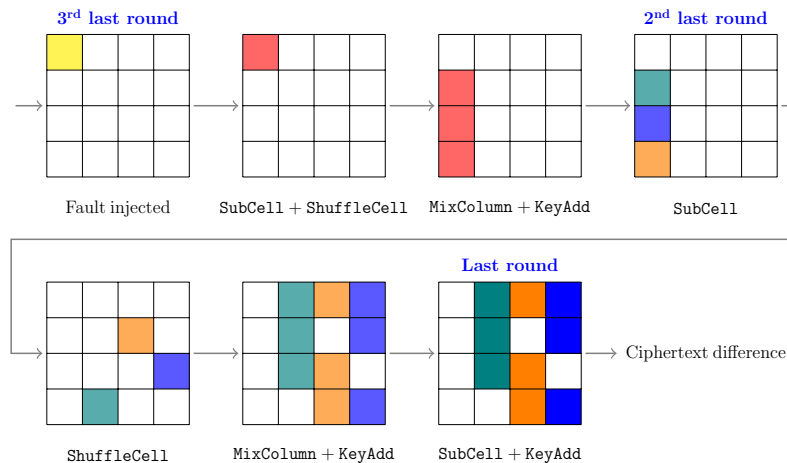 3rd last round
2nd last round
Fault injected
SubCell + ShuffleCell
MixColumn + KeyAdd
SubCell
Last round
Ciphertext difference
ShuffleCell
MixColumn + KeyAdd
SubCell + KeyAdd